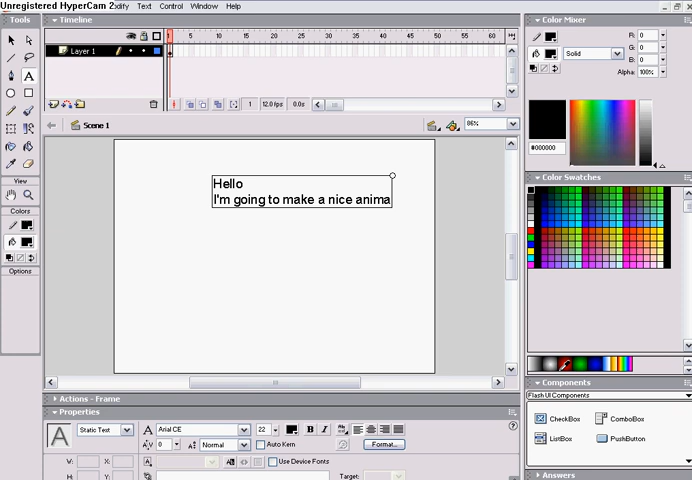 Unregistered HyperCam 2
dify Text Control Window Help
Tools
Timeline
Color Mixer
1 5 10 15 20 25 30 35 40 45 50 55 60
Layer 1
R: 0
G: 0
B: 0
Alpha: 100%
Solid
#000000
1 12.0 fps 0.0s
Scene 1
86%
View
Colors
Options
Hello
I'm going to make a nice anima
Color Swatches
Actions - Frame
Properties
A Static Text
A Arial CE 22 B I
A\V 0 Normal Auto Kern Format...
W: X:
H: Y:
Use Device Fonts
Target:
Components
Flash UI Components
CheckBox ComboBox
ListBox PushButton
Answers